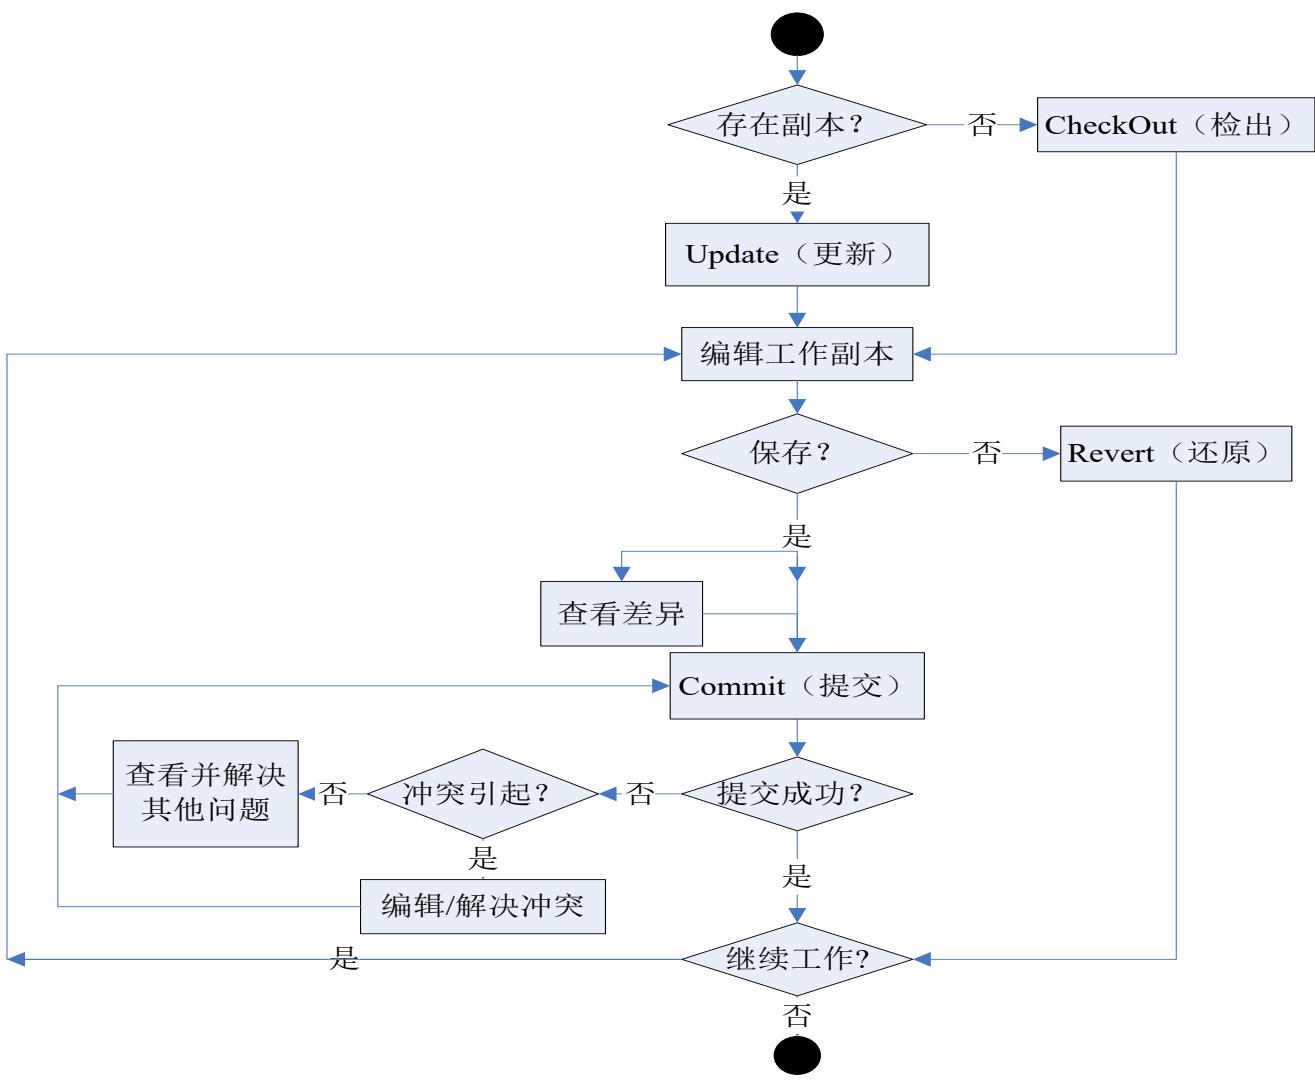 存在副本?
否
CheckOut（检出）
是
Update（更新）
编辑工作副本
保存?
否
Revert（还原）
是
查看差异
Commit（提交）
查看并解决
其他问题
否
冲突引起?
否
提交成功?
是
是
编辑/解决冲突
是
继续工作?
否